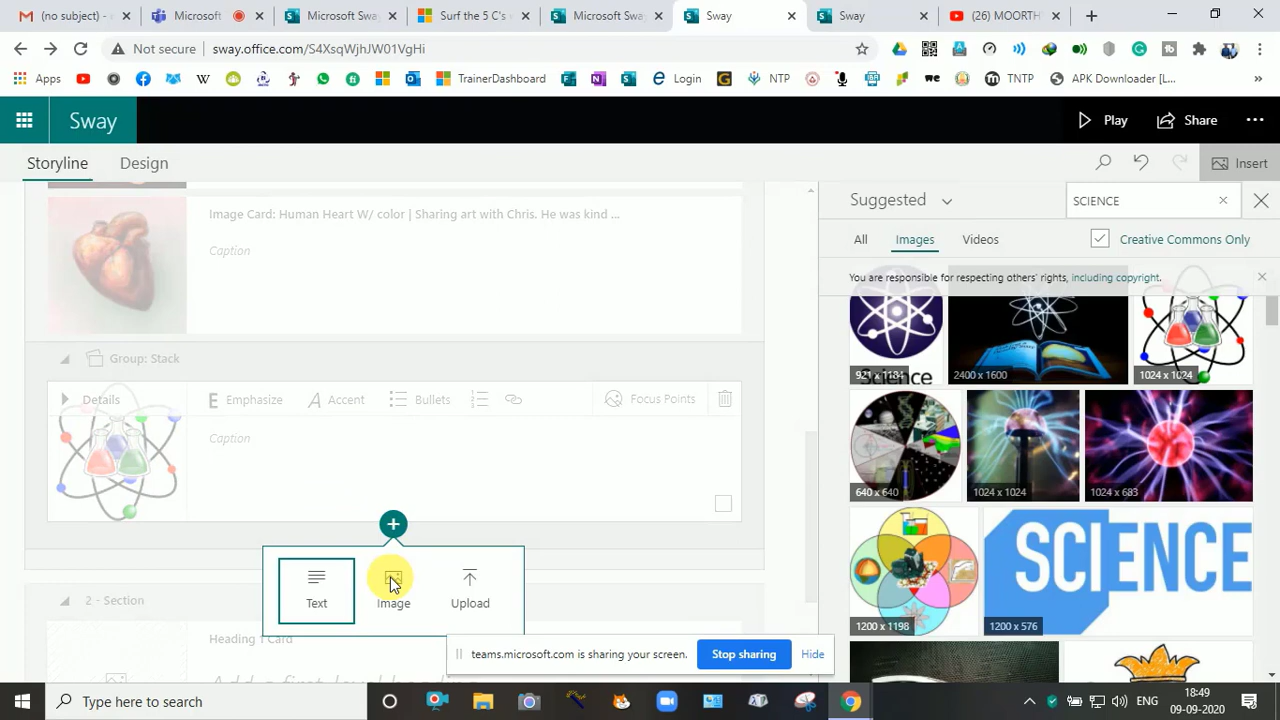 (no subject) -
Microsoft
Microsoft Sway
Surf the 5 C's
Microsoft Sway
Sway
Sway
(26) MOORTH
Not secure
sway.office.com/S4XsqWjhJW01VgHi
Apps
TrainerDashboard
Login
NTP
TNTP
APK Downloader [L...
Sway
Play
Share
Storyline
Design
Insert
Image Card: Human Heart W/ color | Sharing art with Chris. He was kind ...
Caption
Group: Stack
Details
Emphasize
Accent
Bullets
Focus Points
Caption
Text
Image
Upload
2 - Section
Heading 1 Card
teams.microsoft.com is sharing your screen.
Stop sharing
Hide
Suggested
SCIENCE
All
Images
Videos
Creative Commons Only
You are responsible for respecting others' rights, including copyright.
Science
921 x 1184
2400 x 1600
1024 x 1024
640 x 640
1024 x 1024
1024 x 683
SCIENCE
1200 x 1198
1200 x 576
Type here to search
ENG
18:49
09-09-2020